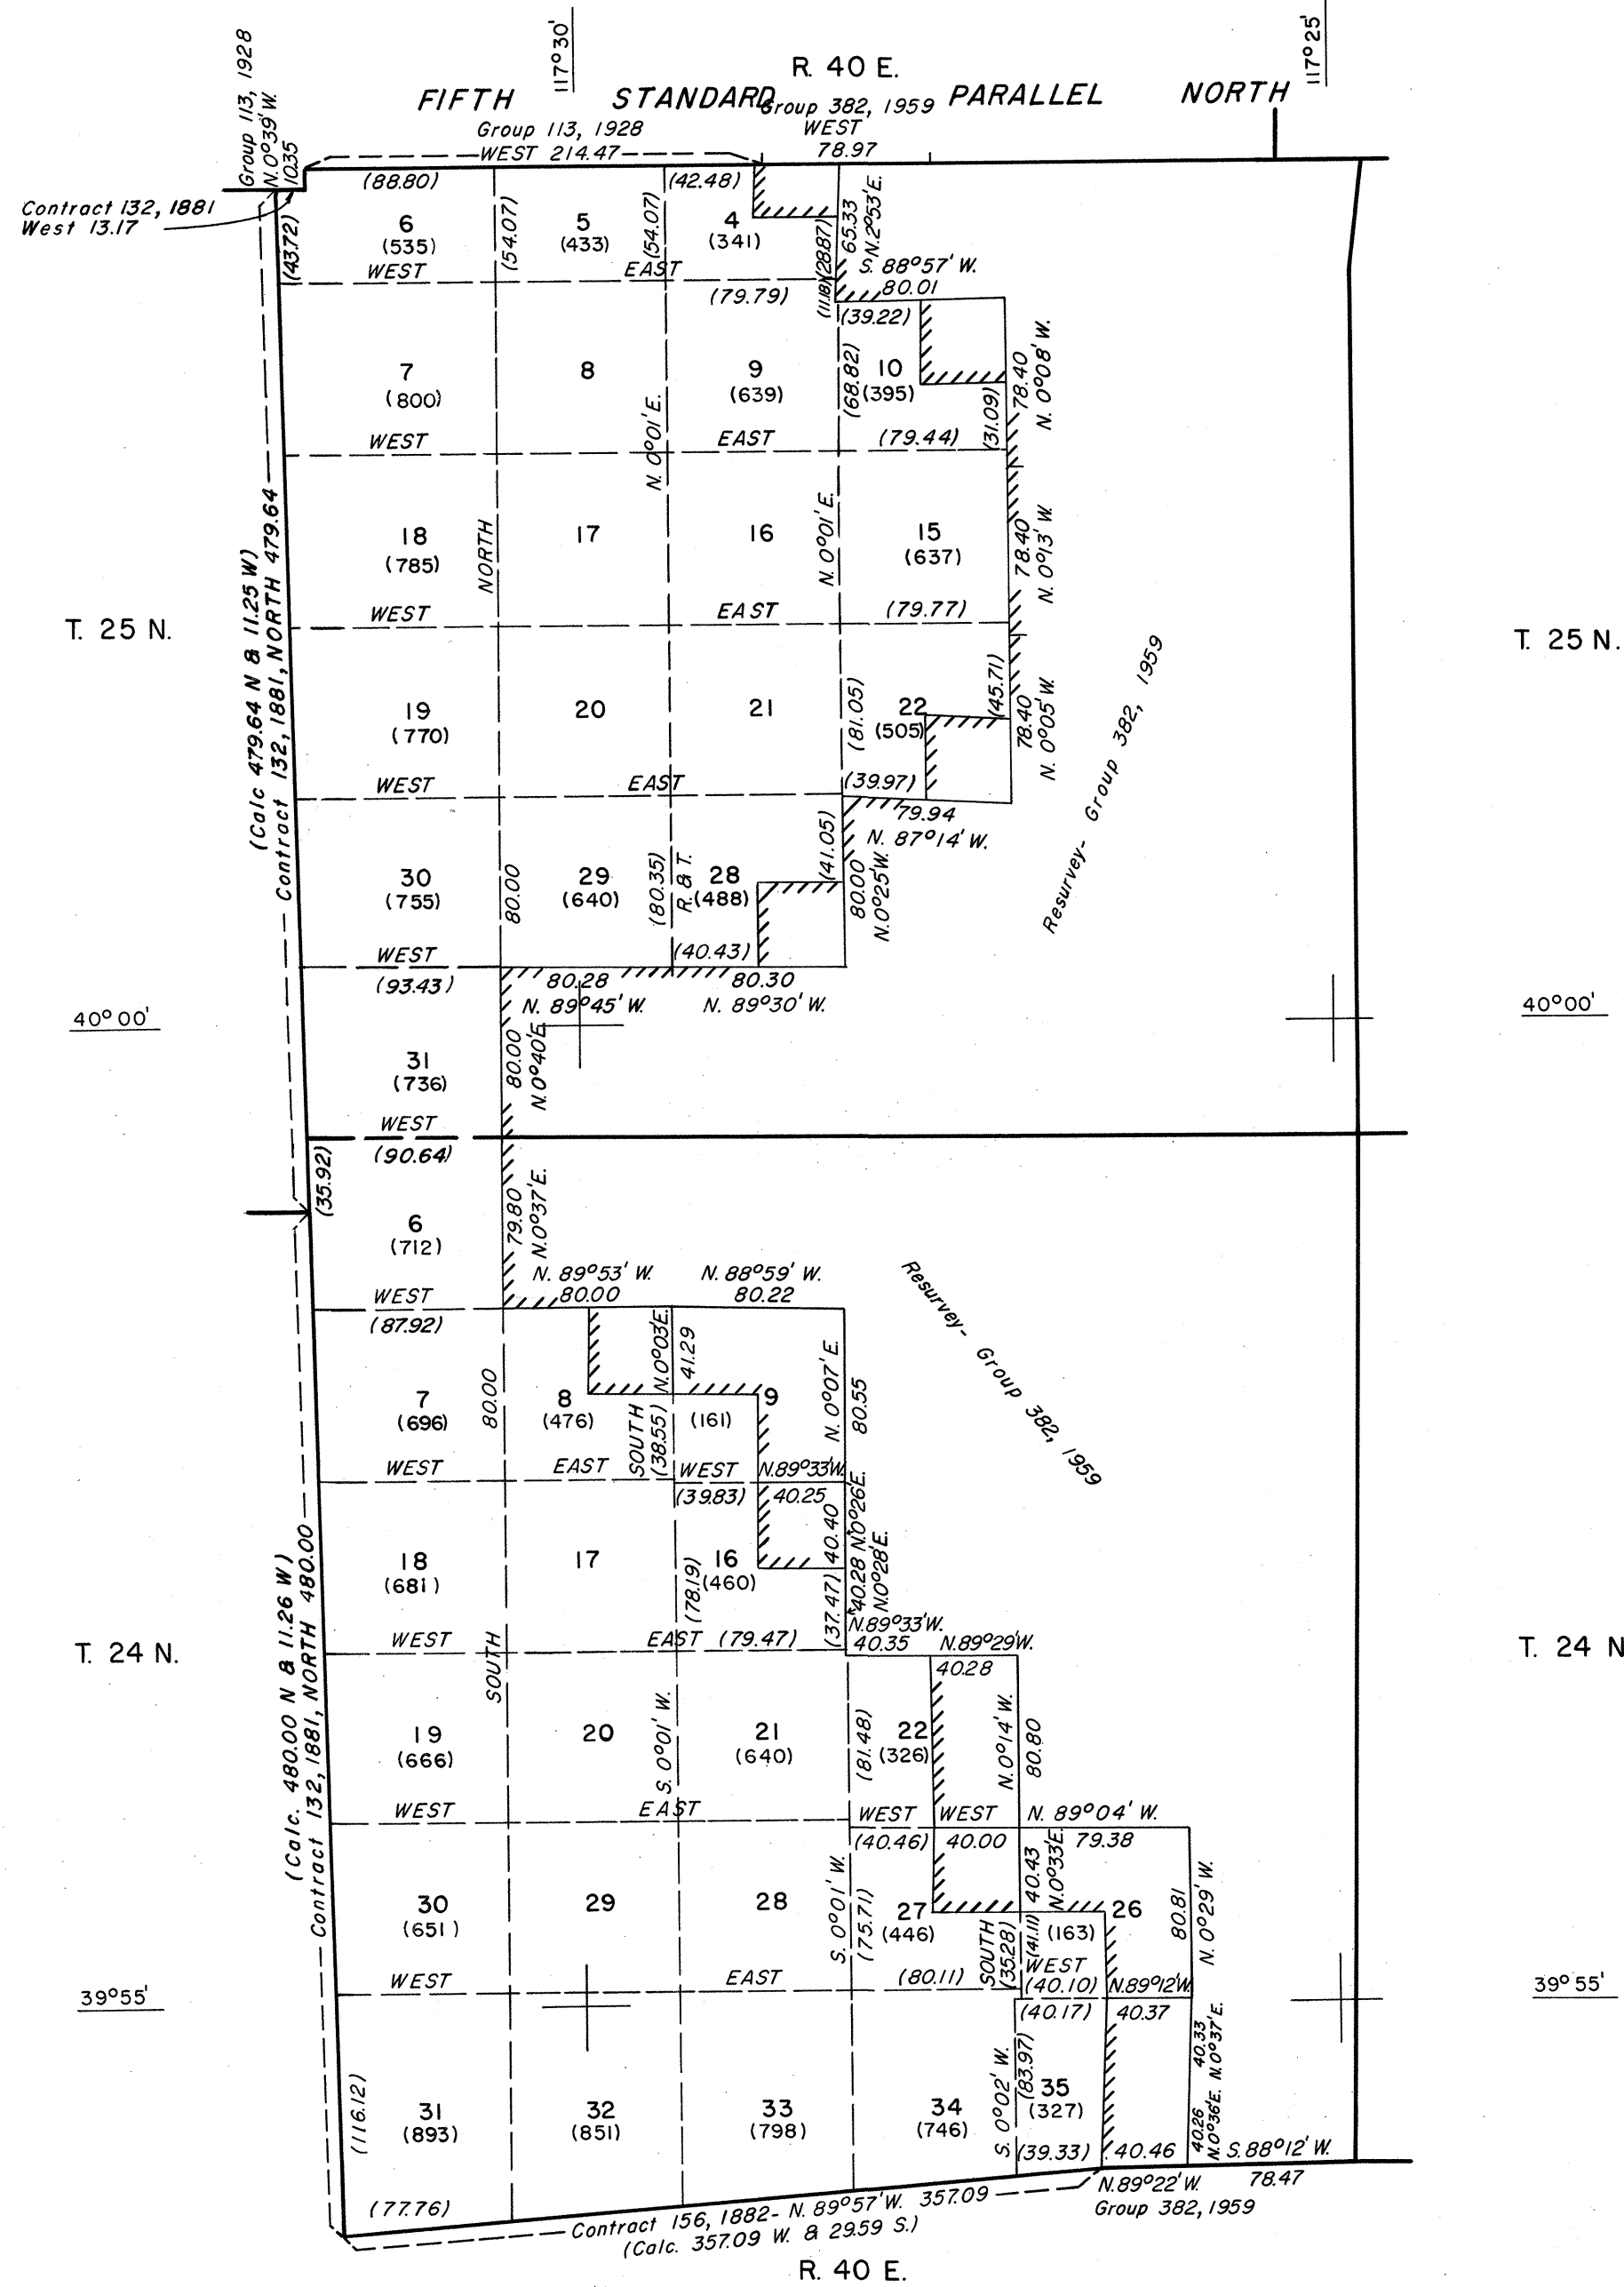 R. 40 E.
117° 30'
117° 25'
FIFTH STANDARD PARALLEL NORTH
Group 382, 1959
WEST
78.97
Group 113, 1928
WEST 214.47
Group 113, 1928
N. 0°39' W.
10.35
Contract 132, 1881
West 13.17
(88.80)
(42.48)
(43.72)
6
(535)
(54.07)
5
(433)
(54.07)
4
(341)
(28.87)
65.33
N. 2°53' E.
WEST
EAST
(79.79)
(11.18)
S. 88°57' W.
80.01
(39.22)
7
(800)
8
9
(639)
(68.82)
10
(395)
(31.09)
78.40
N. 0°08' W.
N. 0°01' E.
WEST
EAST
(79.44)
18
(785)
NORTH
17
16
N. 0°01' E.
15
(637)
78.40
N. 0°13' W.
WEST
EAST
(79.77)
T. 25 N.
T. 25 N.
(Calc 479.64 N & 11.25 W)
Contract 132, 1881, NORTH 479.64
19
(770)
20
21
(81.05)
22
(505)
(45.71)
78.40
N. 0°05' W.
WEST
EAST
(39.97)
79.94
N. 87°14' W.
Resurvey- Group 382, 1959
30
(755)
80.00
29
(640)
(80.35)
R. & T.
28
(488)
(41.05)
80.00
N. 0°25' W.
(40.43)
WEST
(93.43)
80.28
N. 89°45' W.
80.30
N. 89°30' W.
40°00'
40°00'
31
(736)
80.00
N. 0°40' E.
WEST
(90.64)
(35.92)
6
(712)
79.80
N. 0°37' E.
WEST
(87.92)
N. 89°53' W.
80.00
N. 88°59' W.
80.22
Resurvey- Group 382, 1959
7
(696)
80.00
8
(476)
N. 0°03' E.
41.29
SOUTH
(38.55)
(161)
9
N. 0°07' E.
80.55
WEST
EAST
WEST
N. 89°33' W.
(39.83)
40.25
18
(681)
17
(78.19)
16
(460)
40.40
(37.47)
40.28 N. 0°26' E.
N. 0°28' E.
WEST
EAST
(79.47)
N. 89°33' W.
40.35
N. 89°29' W.
40.28
T. 24 N.
T. 24 N
(Calc. 480.00 N & 11.26 W)
Contract 132, 1881, NORTH 480.00
SOUTH
19
(666)
20
S. 0°01' W.
21
(640)
(81.48)
22
(326)
N. 0°14' W.
80.80
WEST
EAST
WEST
WEST
N. 89°04' W.
(40.46)
40.00
79.38
30
(651)
29
28
S. 0°01' W.
(75.71)
27
(446)
40.43
N. 0°33' E.
SOUTH
(35.28)
(41.11)
(163)
26
80.81
N. 0°29' W.
WEST
EAST
(80.11)
WEST
(40.10)
N. 89°12' W.
(40.17)
40.37
39°55'
39°55'
(116.12)
31
(893)
32
(851)
33
(798)
34
(746)
S. 0°02' W.
(83.97)
35
(327)
40.33
N. 0°37' E.
40.26
N. 0°36' E.
(39.33)
40.46
S. 88°12' W.
78.47
(77.76)
N. 89°22' W.
Group 382, 1959
Contract 156, 1882- N. 89°57' W. 357.09
(Calc. 357.09 W. & 29.59 S.)
R. 40 E.